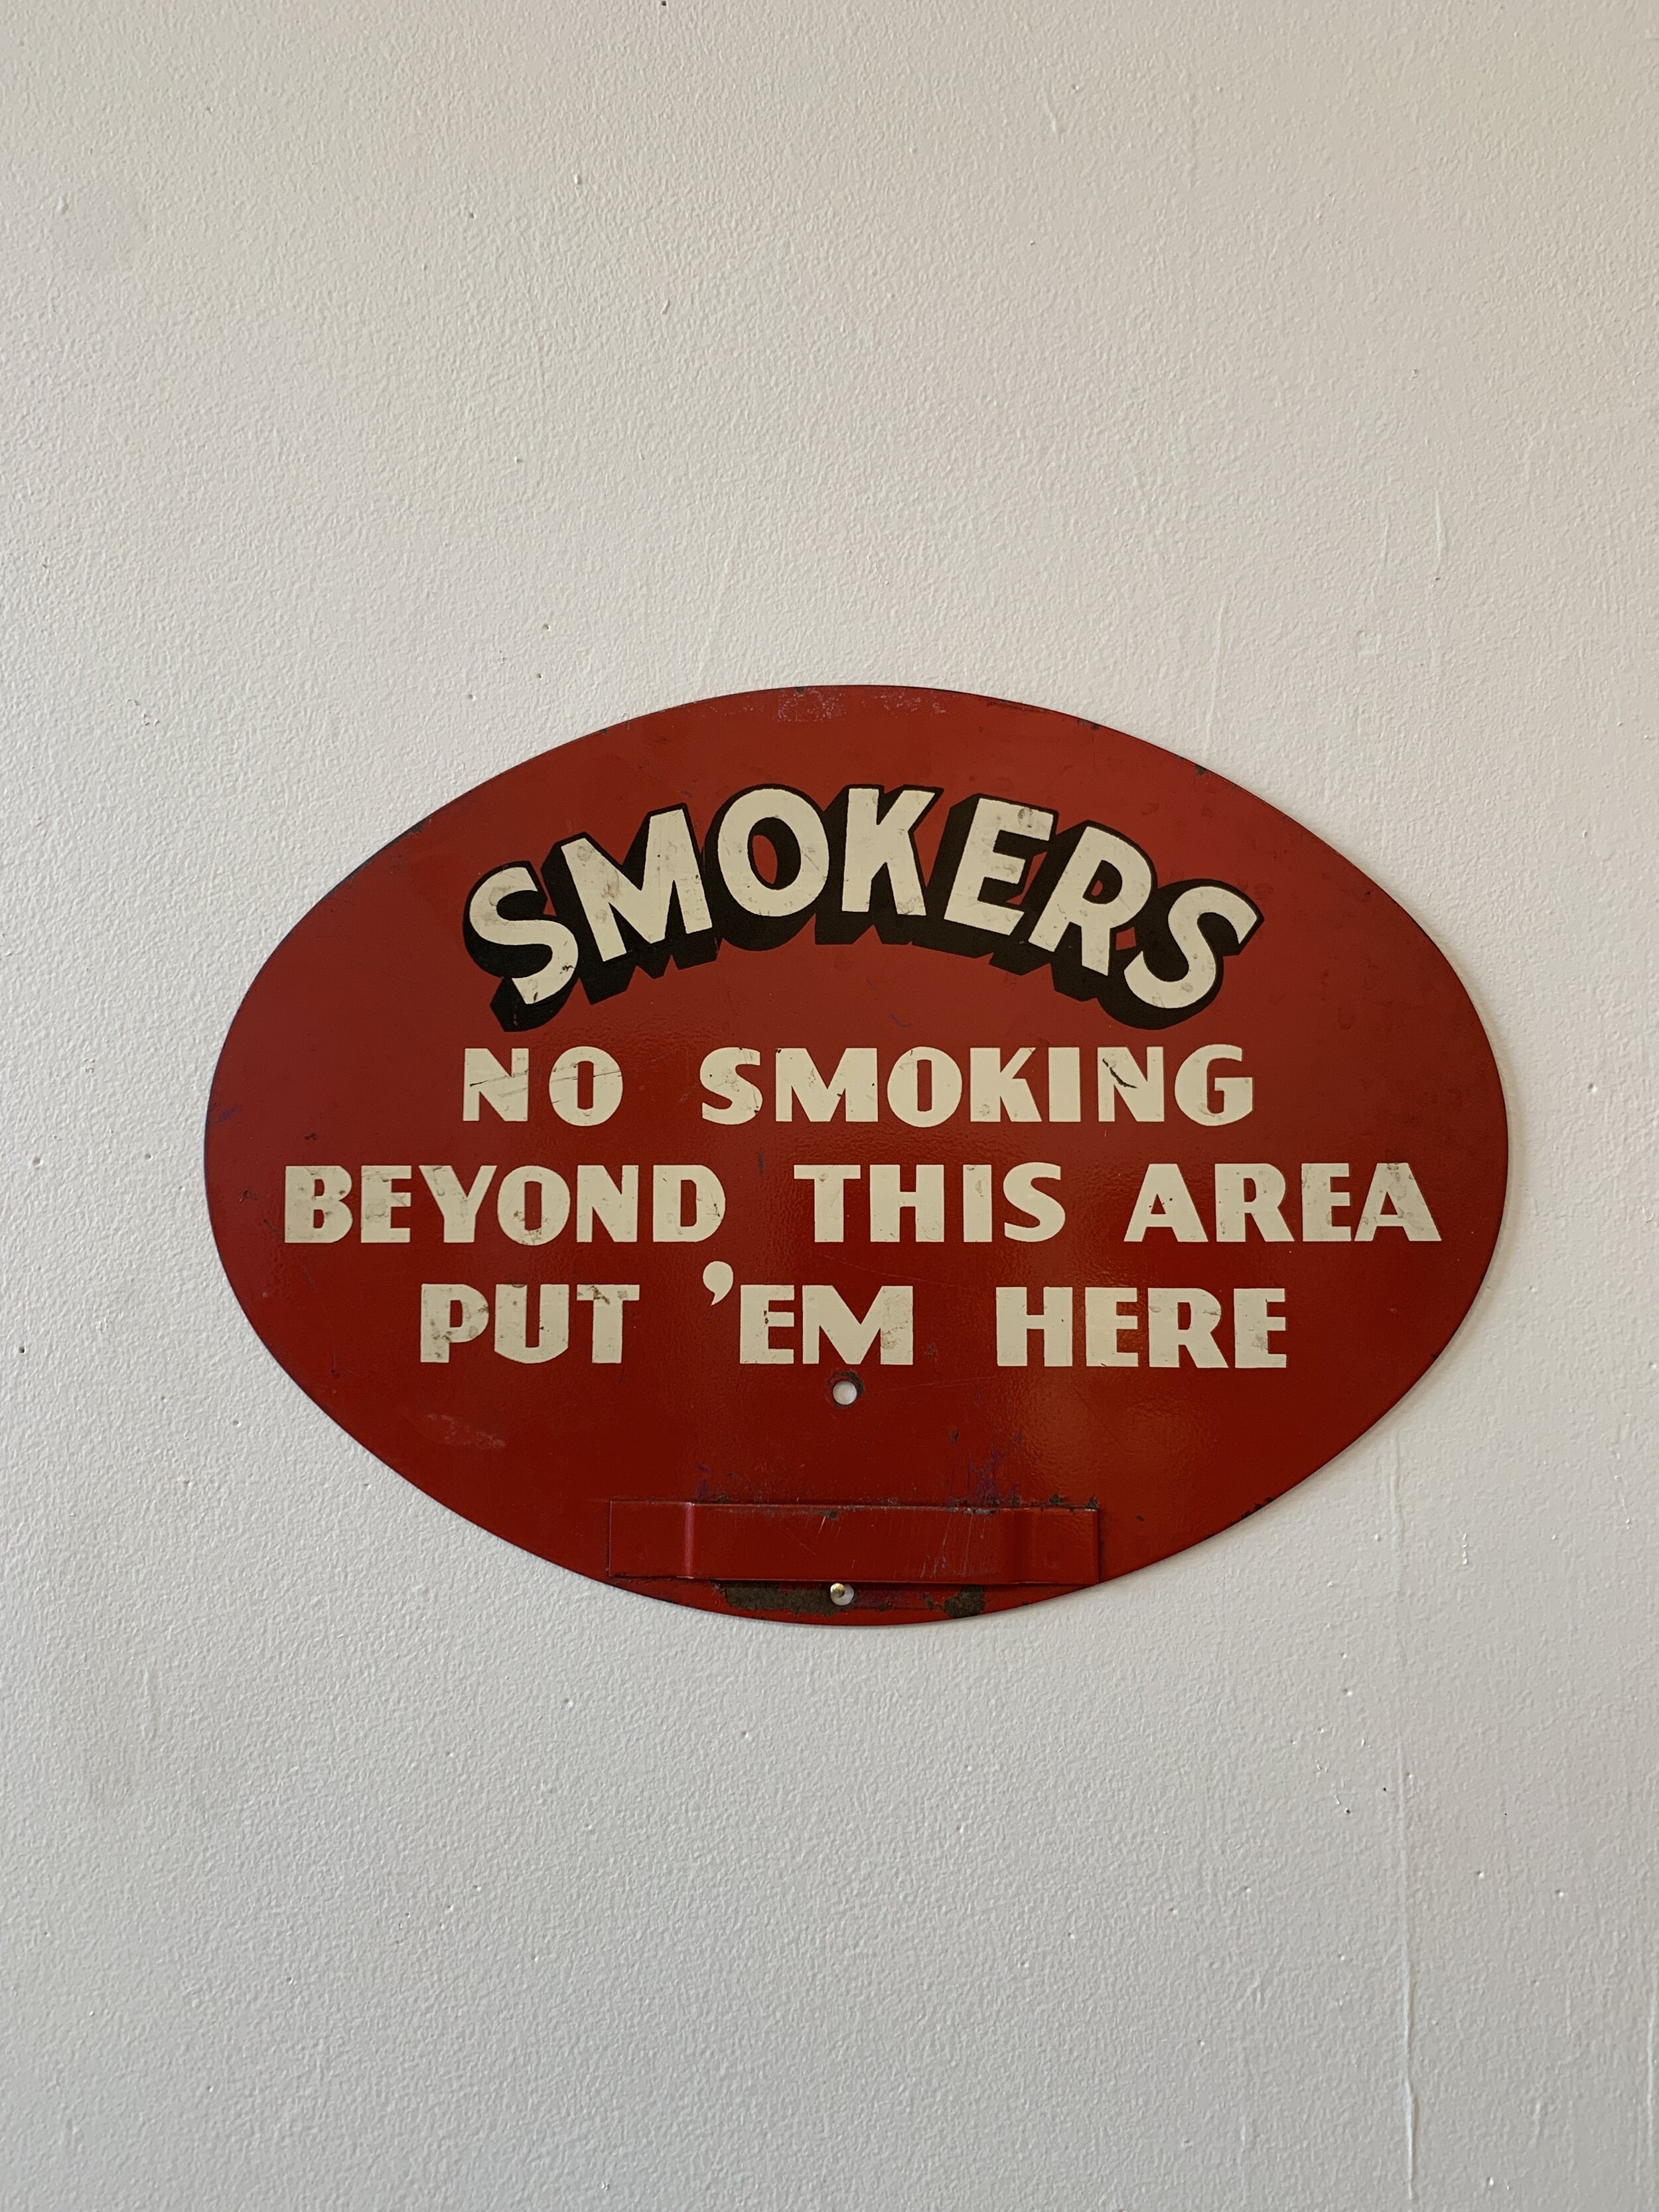 SMOKERS
NO SMOKING
BEYOND THIS AREA
PUT 'EM HERE